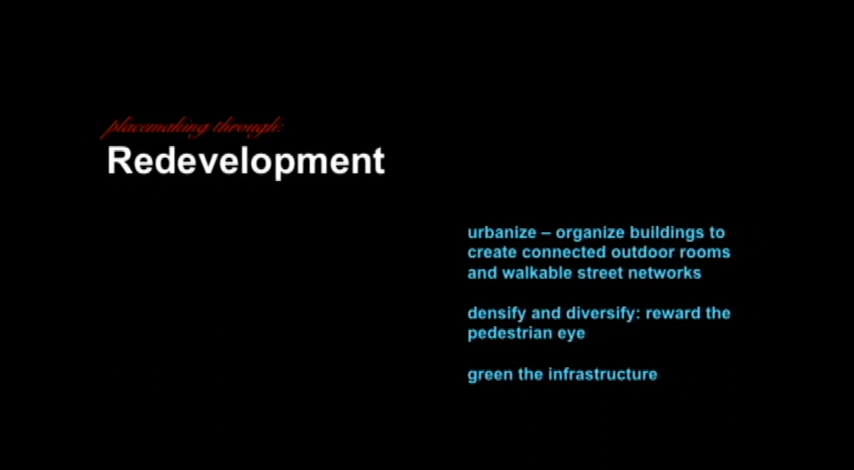 placemaking through:
Redevelopment
urbanize – organize buildings to
create connected outdoor rooms
and walkable street networks
densify and diversify: reward the
pedestrian eye
green the infrastructure